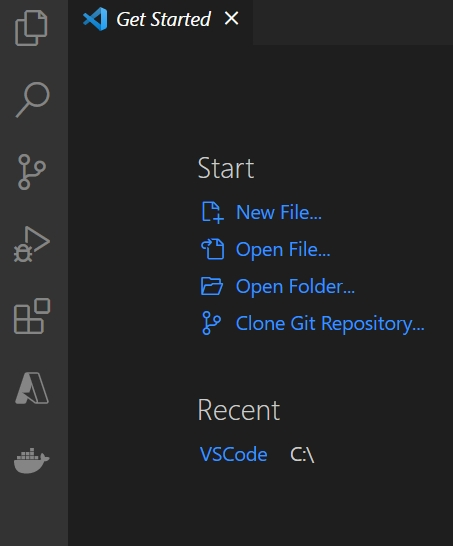 Get Started
Start
New File...
Open File...
Open Folder...
Clone Git Repository...
Recent
VSCode C:\